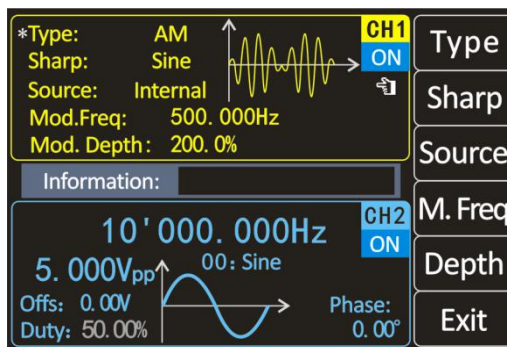 *Type: AM
CH1
ON
Sharp: Sine
Source: Internal
Mod.Freq: 500. 000Hz
Mod. Depth: 200. 0%
Information:
10'000. 000Hz
CH2
ON
5. 000Vpp
00: Sine
Offs: 0. 00V
Duty: 50. 00%
Phase:
0. 00°
Type
Sharp
Source
M. Freq
Depth
Exit